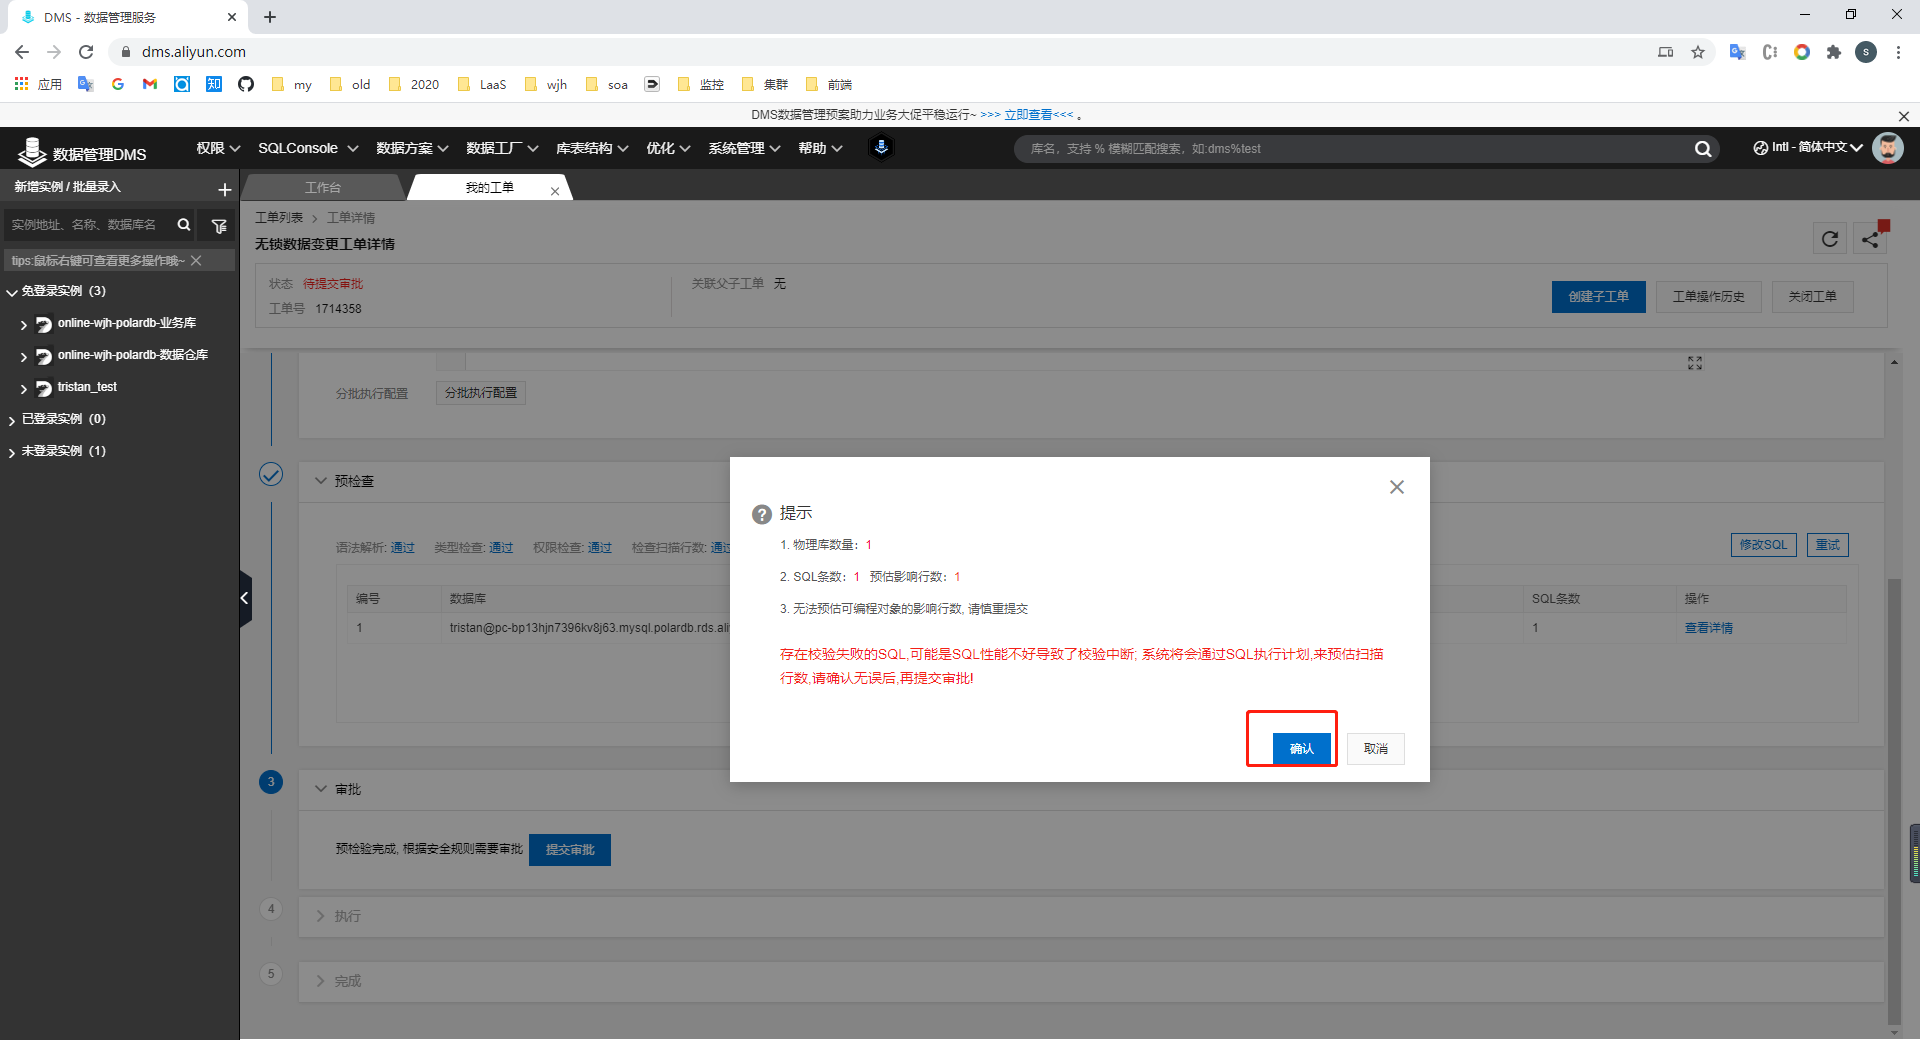 DMS - 数据管理服务
dms.aliyun.com
S
应用 my old 2020 LaaS wjh soa 监控 集群 前端
DMS数据管理预案助力业务大促平稳运行~ >>> 立即查看<<< 。
数据管理DMS 权限 SQLConsole 数据方案 数据工厂 库表结构 优化 系统管理 帮助 库名，支持 % 模糊匹配搜索，如:dms%test Intl - 简体中文
新增实例 / 批量录入
工作台 我的工单
实例地址、名称、数据库名
tips:鼠标右键可查看更多操作哦~
免登录实例（3）
online-wjh-polardb-业务库
online-wjh-polardb-数据仓库
tristan_test
已登录实例（0）
未登录实例（1）
工单列表 > 工单详情
无锁数据变更工单详情
状态 待提交审批 关联父子工单 无
工单号 1714358
创建子工单 工单操作历史 关闭工单
分批执行配置 分批执行配置
预检查
语法解析: 通过 类型检查: 通过 权限检查: 通过 检查扫描行数: 通过
修改SQL 重试
编号 数据库 SQL条数 操作
1 tristan@pc-bp13hjn7396kv8j63.mysql.polardb.rds.ali 1 查看详情
提示
1. 物理库数量：1
2. SQL条数：1 预估影响行数：1
3. 无法预估可编程对象的影响行数, 请慎重提交
存在校验失败的SQL,可能是SQL性能不好导致了校验中断; 系统将会通过SQL执行计划,来预估扫描
行数,请确认无误后,再提交审批!
确认 取消
3 审批
预检验完成, 根据安全规则需要审批 提交审批
4 执行
5 完成